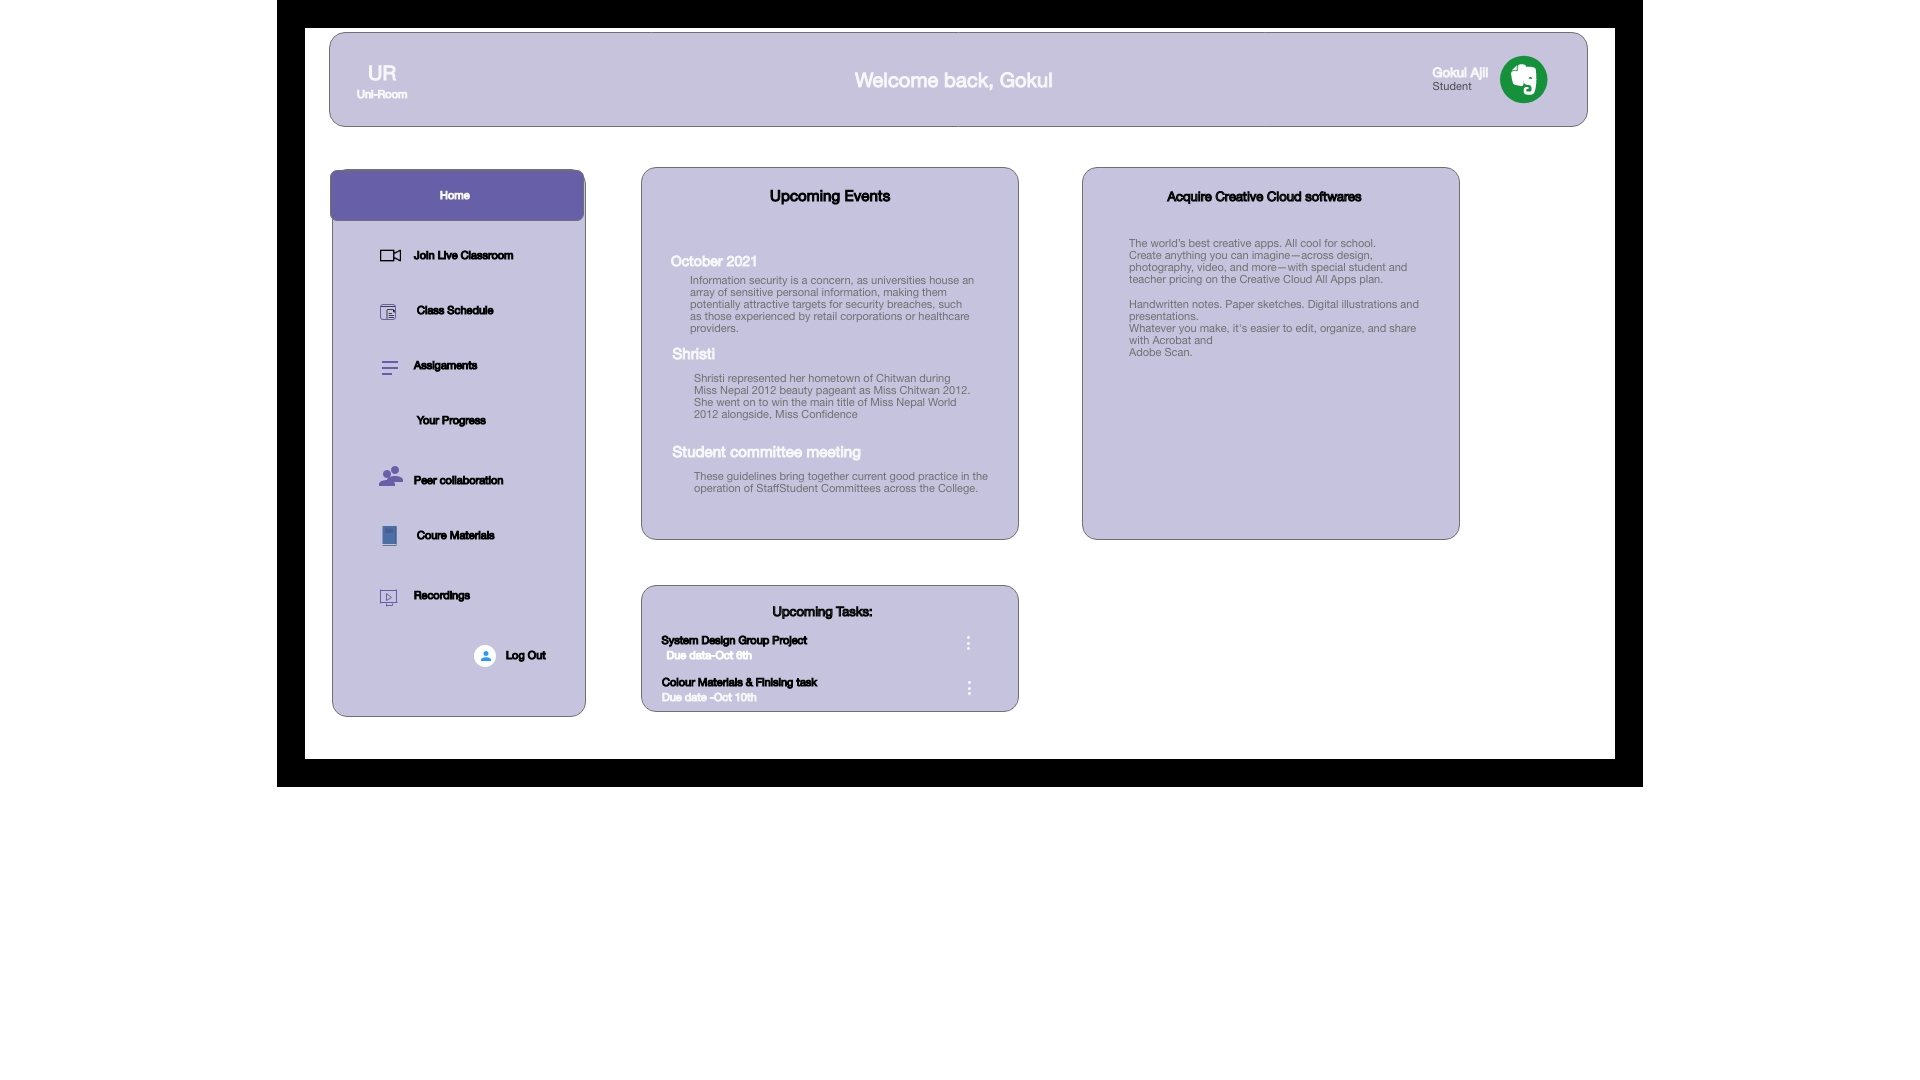 UR
Uni-Room
Welcome back, Gokul
Gokul Ajil
Student
Home
Join Live Classroom
Class Schedule
Assigaments
Your Progress
Peer collaboration
Coure Materials
Recordings
Log Out
Upcoming Events
October 2021
Information security is a concern, as universities house an
array of sensitive personal information, making them
potentially attractive targets for security breaches, such
as those experienced by retail corporations or healthcare
providers.
Shristi
Shristi represented her hometown of Chitwan during
Miss Nepal 2012 beauty pageant as Miss Chitwan 2012.
She went on to win the main title of Miss Nepal World
2012 alongside, Miss Confidence
Student committee meeting
These guidelines bring together current good practice in the
operation of StaffStudent Committees across the College.
Acquire Creative Cloud softwares
The world's best creative apps. All cool for school.
Create anything you can imagine—across design,
photography, video, and more—with special student and
teacher pricing on the Creative Cloud All Apps plan.
Handwritten notes. Paper sketches. Digital illustrations and
presentations.
Whatever you make, it's easier to edit, organize, and share
with Acrobat and
Adobe Scan.
Upcoming Tasks:
System Design Group Project
Due data-Oct 6th
Colour Materials & Finising task
Due date -Oct 10th